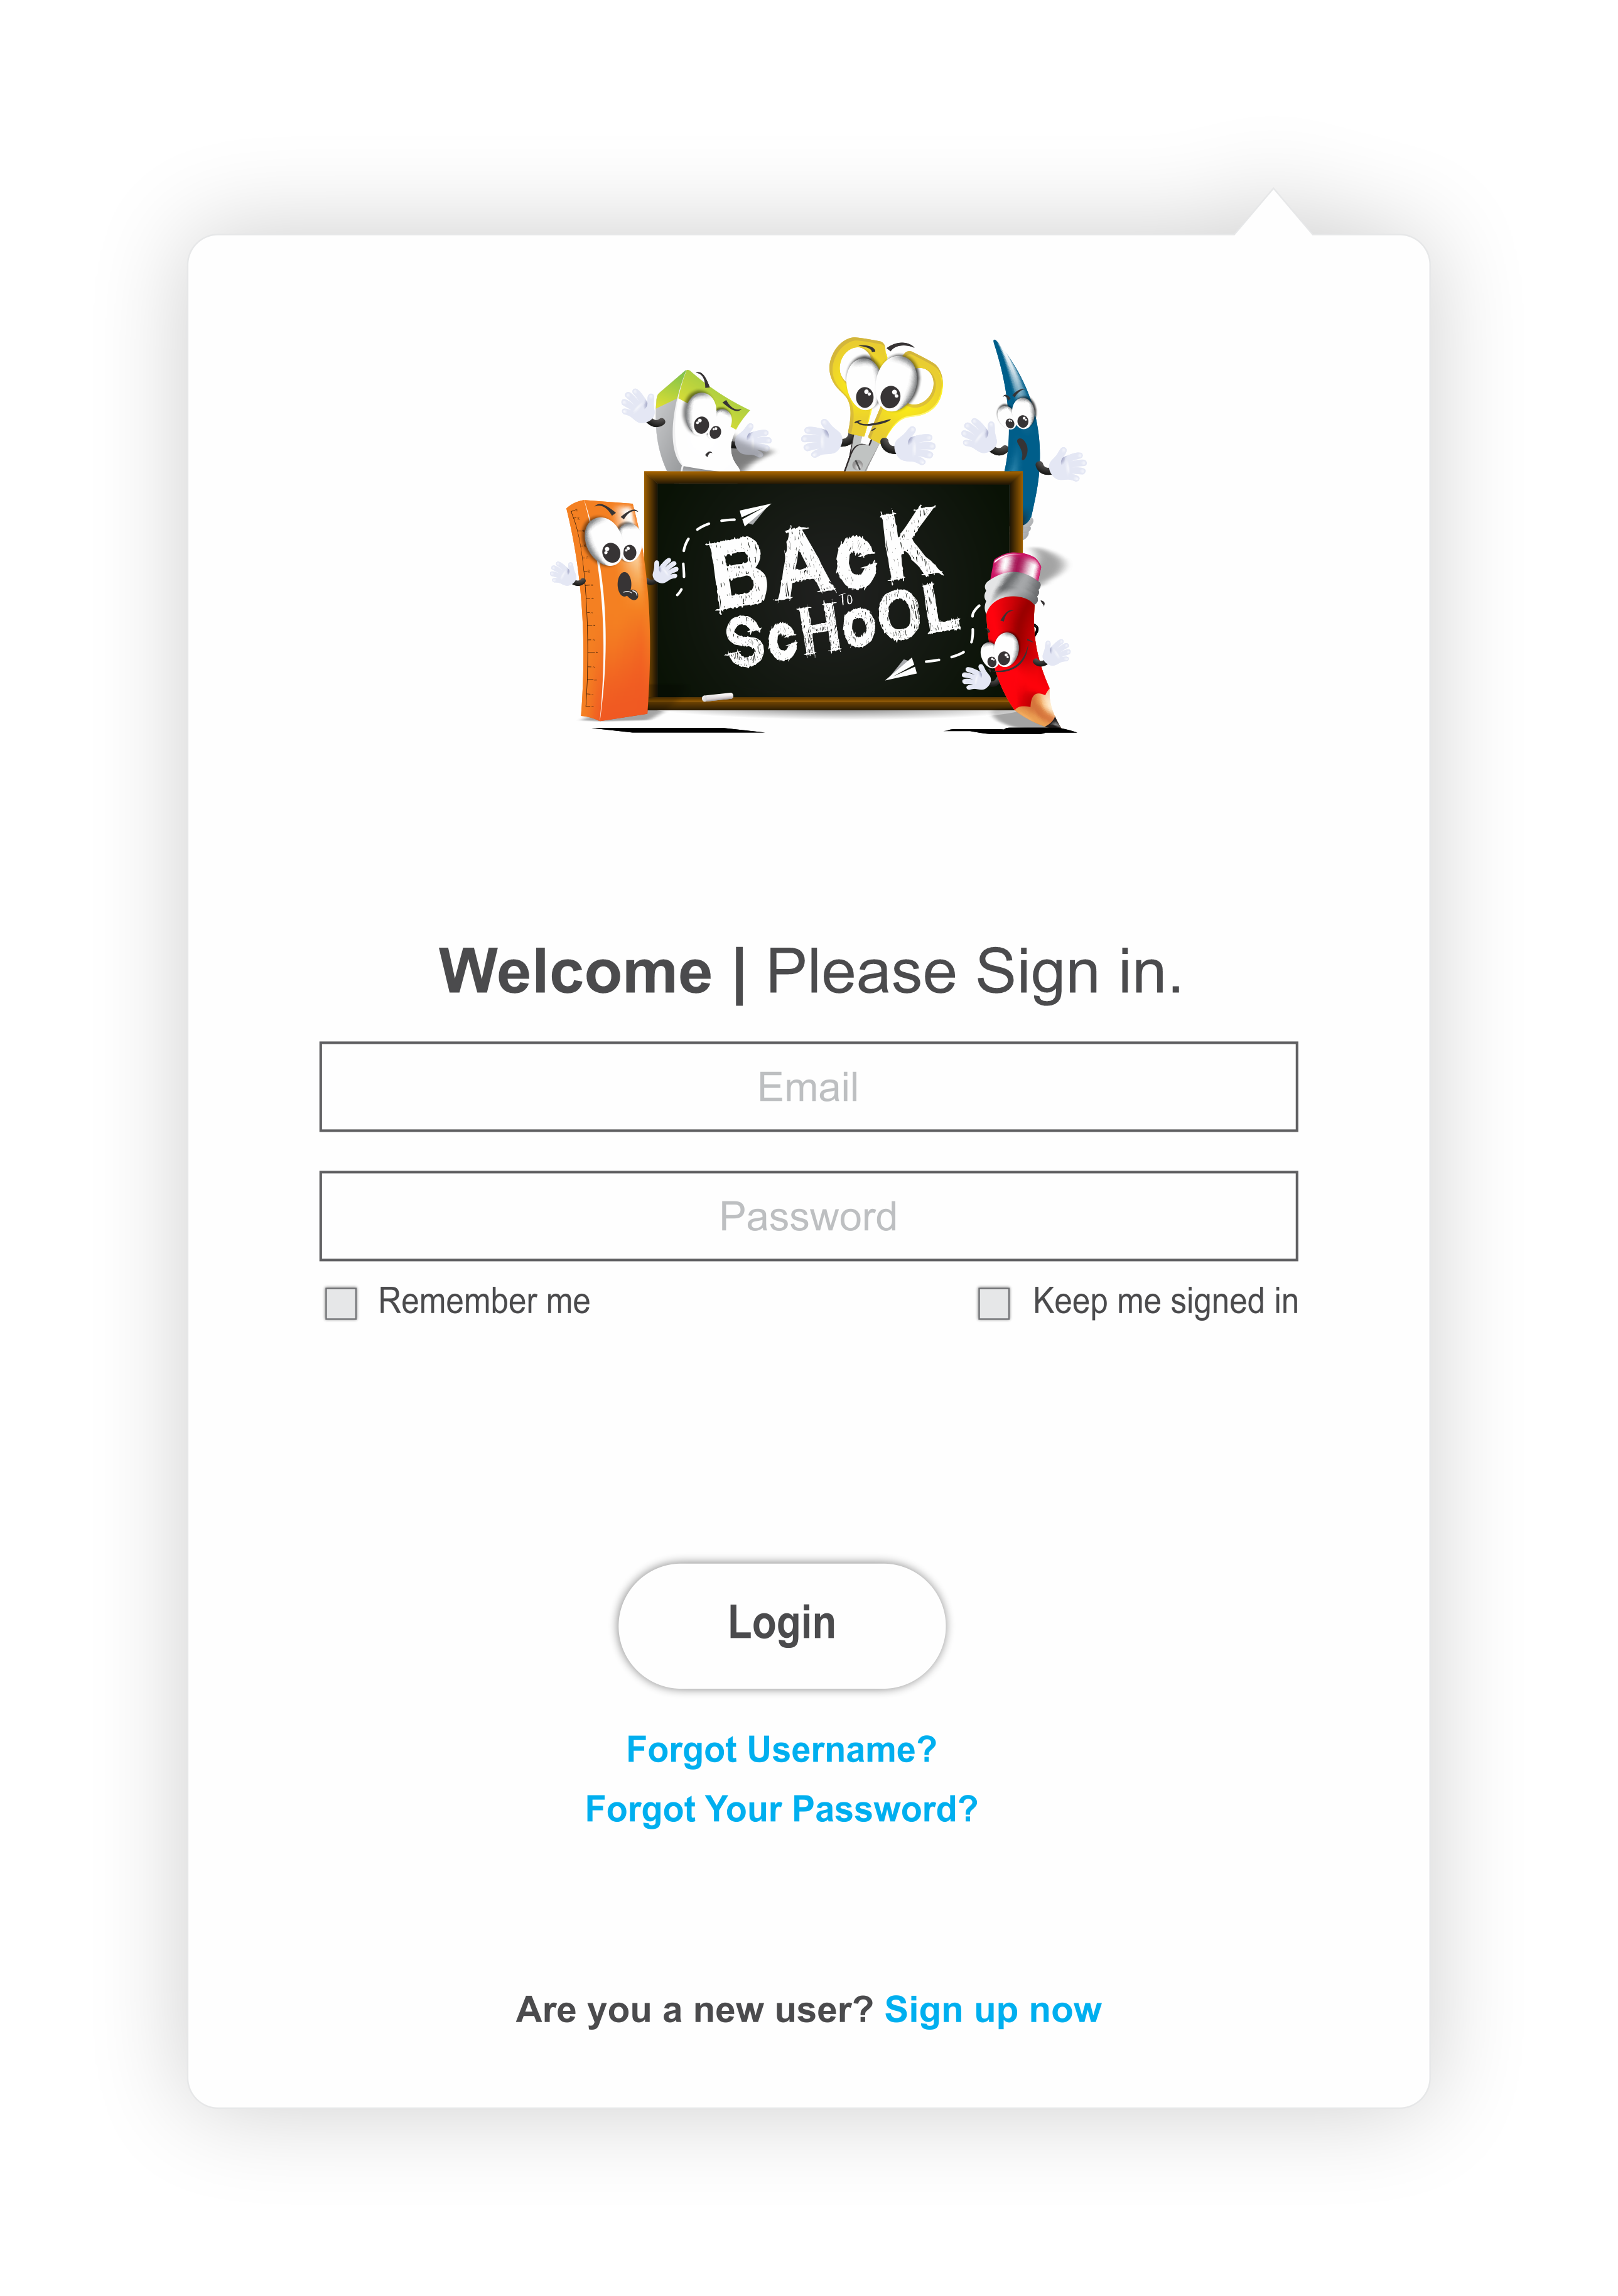 BAcK
TO
ScHoOL
Welcome | Please Sign in.
Email
Password
Remember me Keep me signed in
Login
Forgot Username?
Forgot Your Password?
Are you a new user? Sign up now